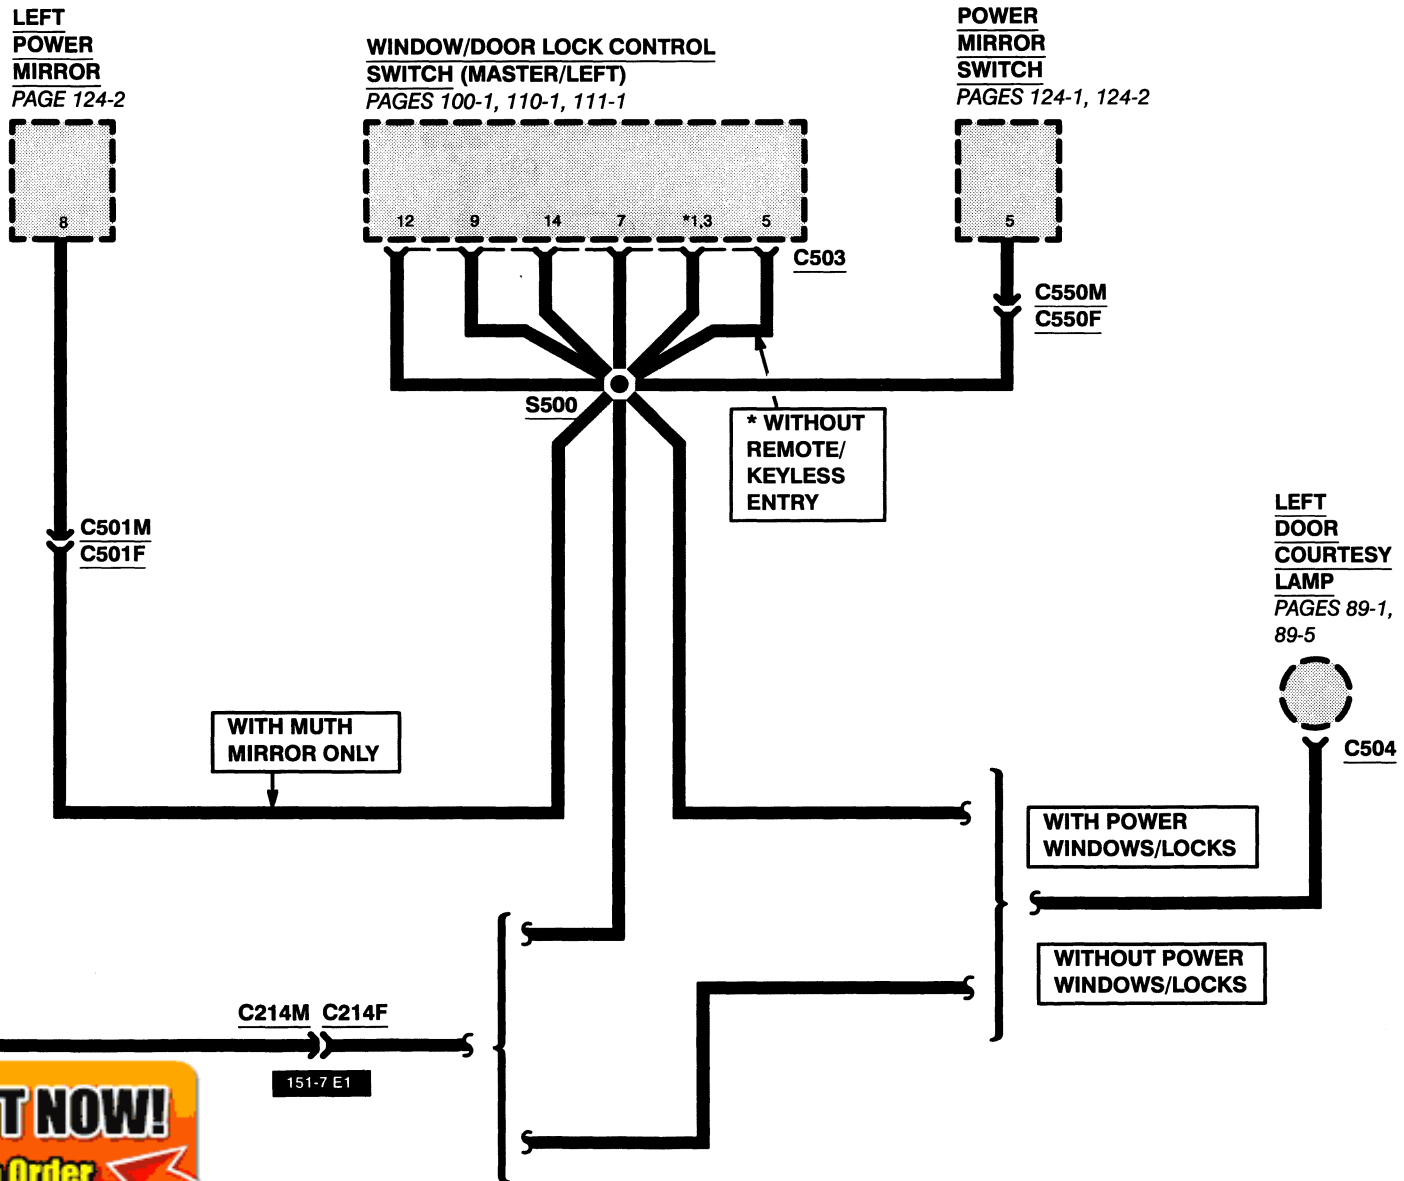 LEFT
POWER
MIRROR
PAGE 124-2
8
WINDOW/DOOR LOCK CONTROL
SWITCH (MASTER/LEFT)
PAGES 100-1, 110-1, 111-1
12 9 14 7 *1,3 5
C503
POWER
MIRROR
SWITCH
PAGES 124-1, 124-2
5
C550M
C550F
S500
* WITHOUT
REMOTE/
KEYLESS
ENTRY
C501M
C501F
LEFT
DOOR
COURTESY
LAMP
PAGES 89-1,
89-5
C504
WITH MUTH
MIRROR ONLY
WITH POWER
WINDOWS/LOCKS
WITHOUT POWER
WINDOWS/LOCKS
C214M C214F
151-7 E1
T NOW!
Order